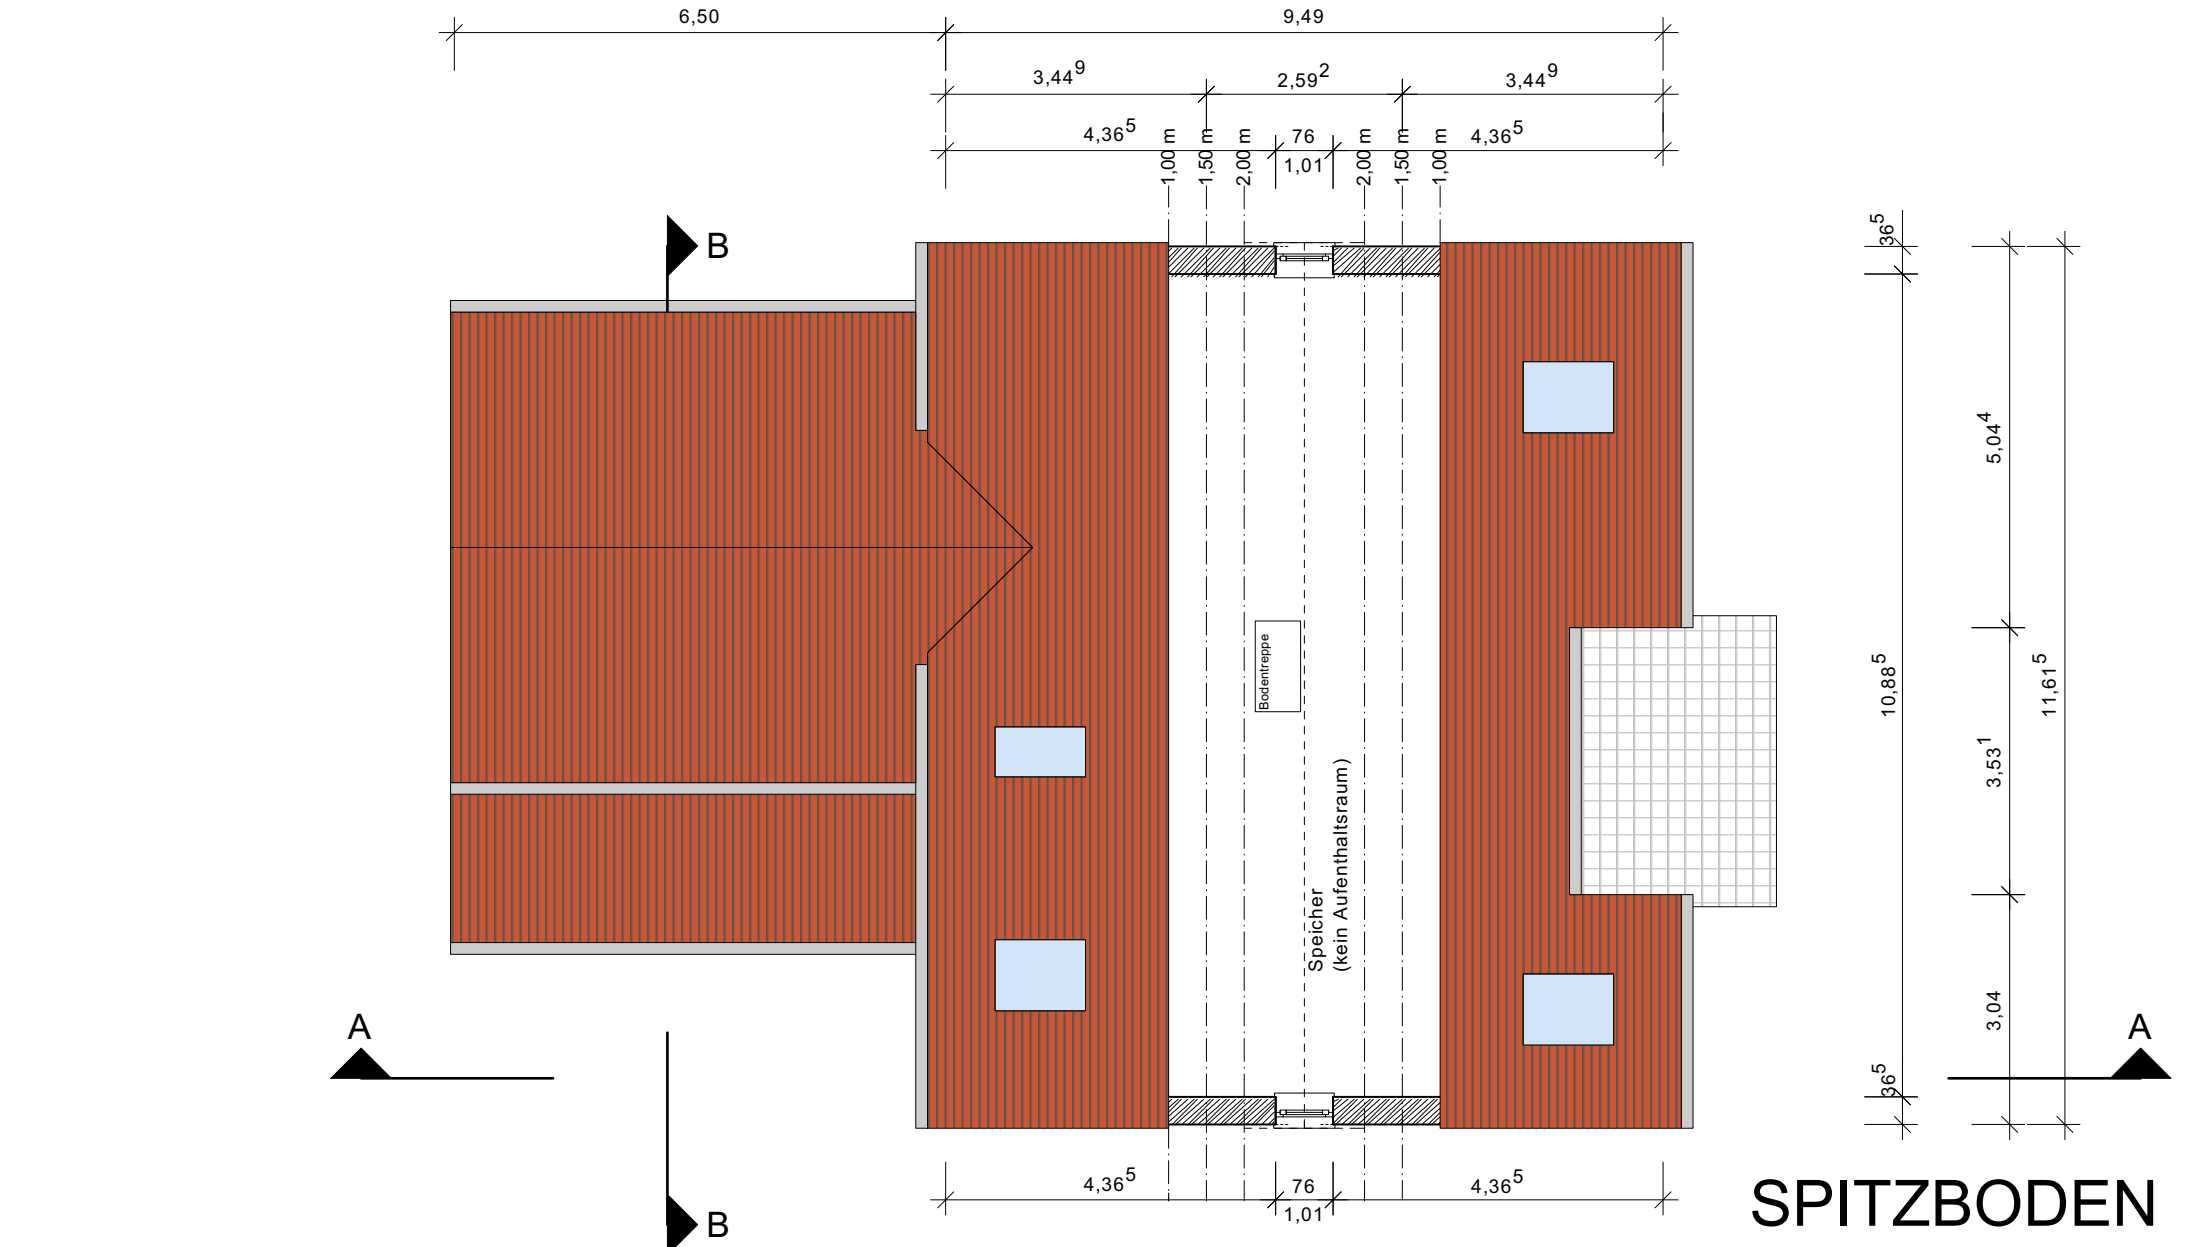 6,50
9,49
3,44⁹
2,59²
3,44⁹
4,36⁵
76
1,01
4,36⁵
1,00 m
1,50 m
2,00 m
2,00 m
1,50 m
1,00 m
B
36⁵
5,04⁴
10,88⁵
11,61⁵
Bodentreppe
3,53¹
Speicher
(kein Aufenthaltsraum)
3,04
A
A
36⁵
4,36⁵
76
1,01
4,36⁵
B
SPITZBODEN